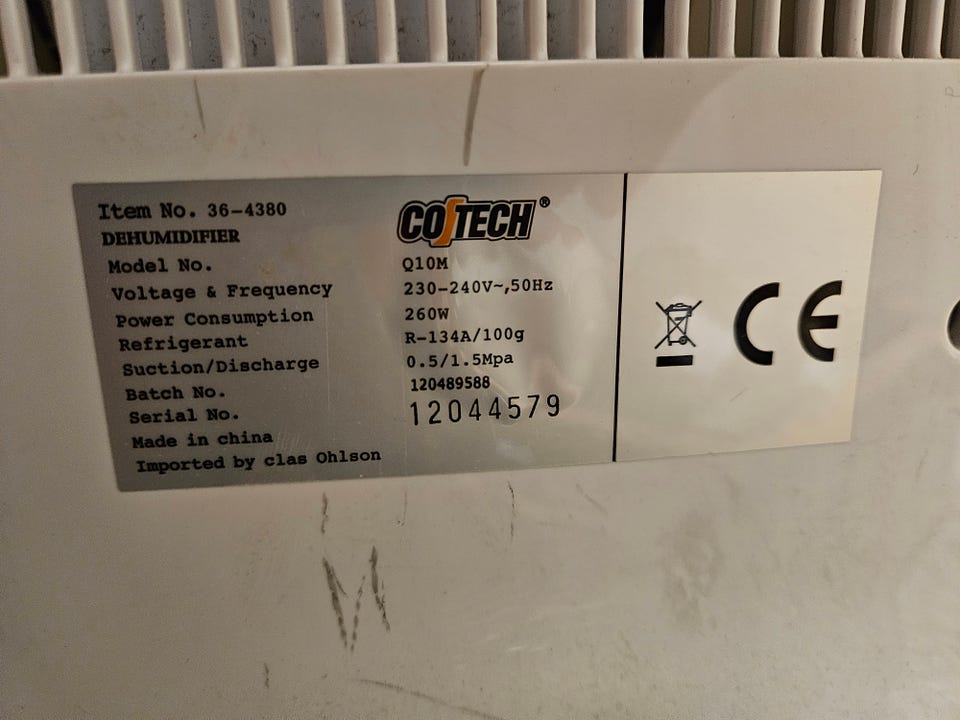 Item No. 36-4380
COTECH®
DEHUMIDIFIER
Model No. Q10M
Voltage & Frequency 230-240V~,50Hz
Power Consumption 260W
Refrigerant R-134A/100g
Suction/Discharge 0.5/1.5Mpa
Batch No. 120489588
Serial No. 12044579
Made in china
Imported by clas Ohlson
CE